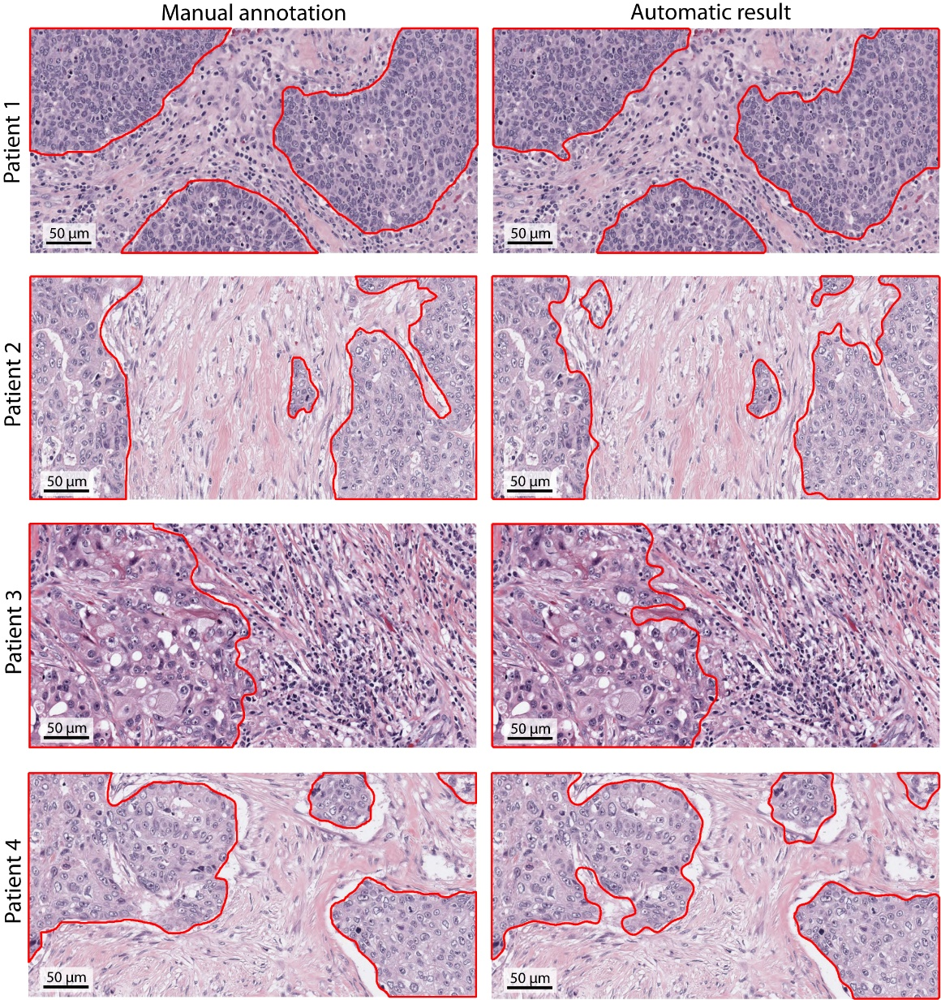 Manual annotation
Automatic result
Patient 1
50 µm
50 µm
Patient 2
50 µm
50 µm
Patient 3
50 µm
50 µm
Patient 4
50 µm
50 µm